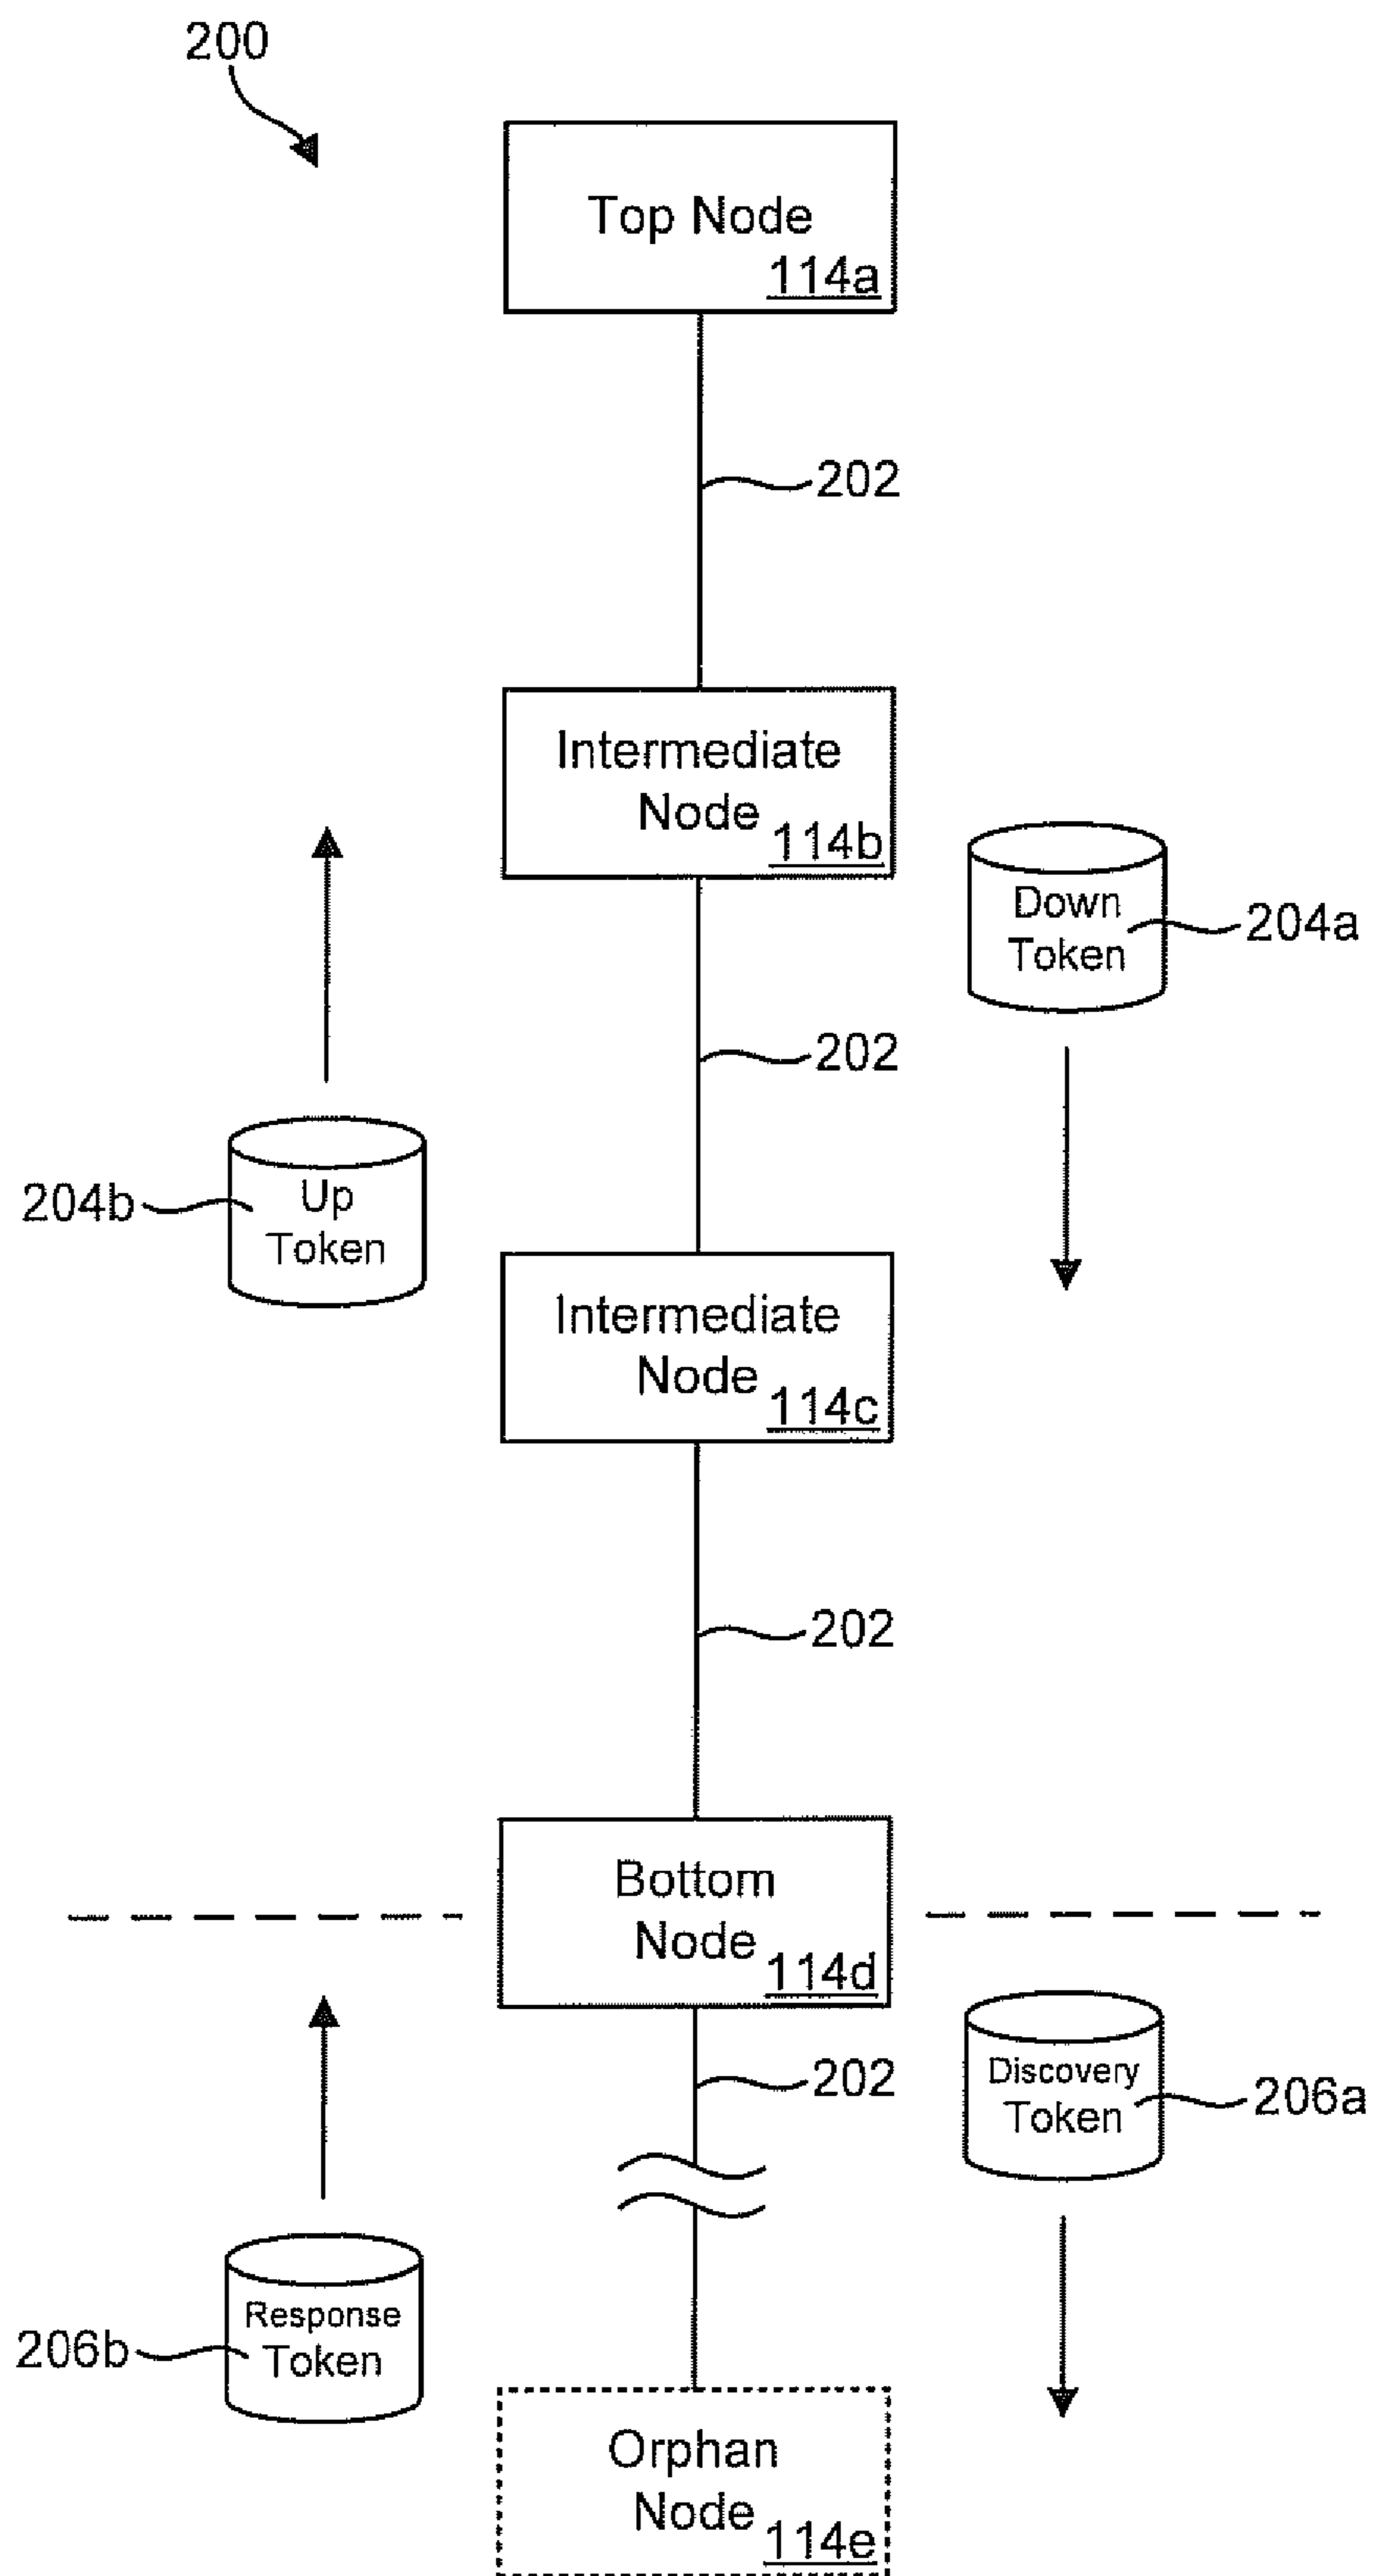 200
Top Node
114a
202
Intermediate
Node
114b
Down
Token
204a
202
204b
Up
Token
Intermediate
Node
114c
202
Bottom
Node
114d
202
Discovery
Token
206a
Response
Token
206b
Orphan
Node
114e